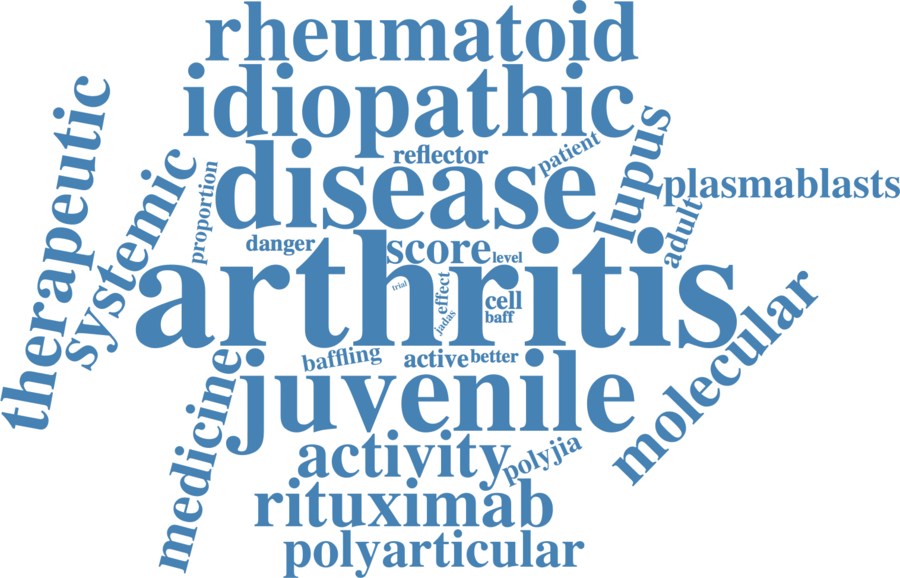 rheumatoid
idiopathic
therapeutic
systemic
proportion
disease
reflector
patient
lupus
plasmablasts
adult
danger
score
level
arthritis
trial
effect
jadas
cell
baff
baffling
active
better
juvenile
molecular
medicine
activity
polyjia
rituximab
polyarticular